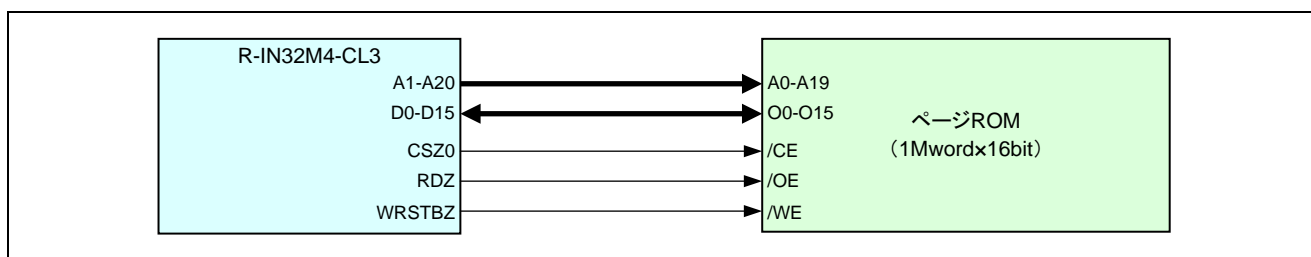 R-IN32M4-CL3
A1-A20
D0-D15
CSZ0
RDZ
WRSTBZ
A0-A19
O0-O15
/CE
/OE
/WE
ページROM
（1Mword×16bit）